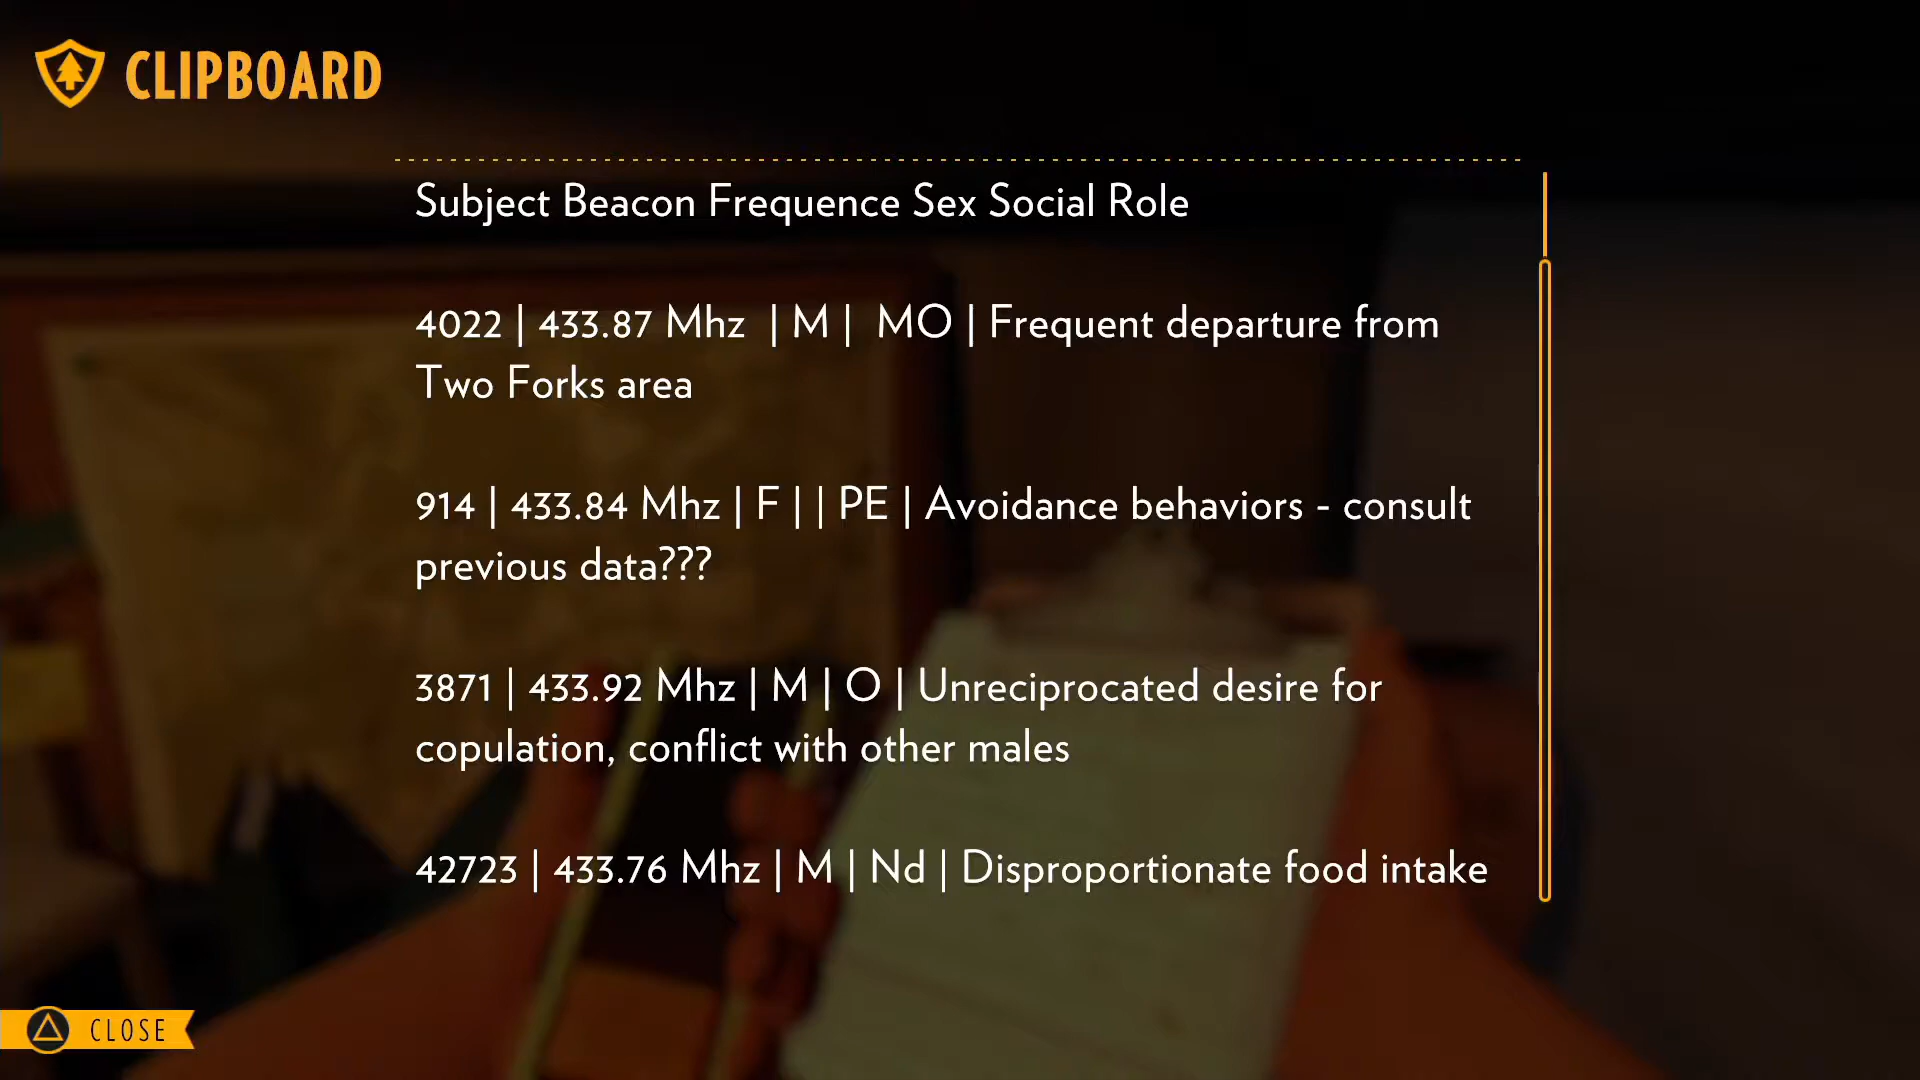 CLIPBOARD
Subject Beacon Frequence Sex Social Role
4022 | 433.87 Mhz | M | MO | Frequent departure from
Two Forks area
914 | 433.84 Mhz | F | | PE | Avoidance behaviors - consult
previous data???
3871 | 433.92 Mhz | M | O | Unreciprocated desire for
copulation, conflict with other males
42723 | 433.76 Mhz | M | Nd | Disproportionate food intake
CLOSE